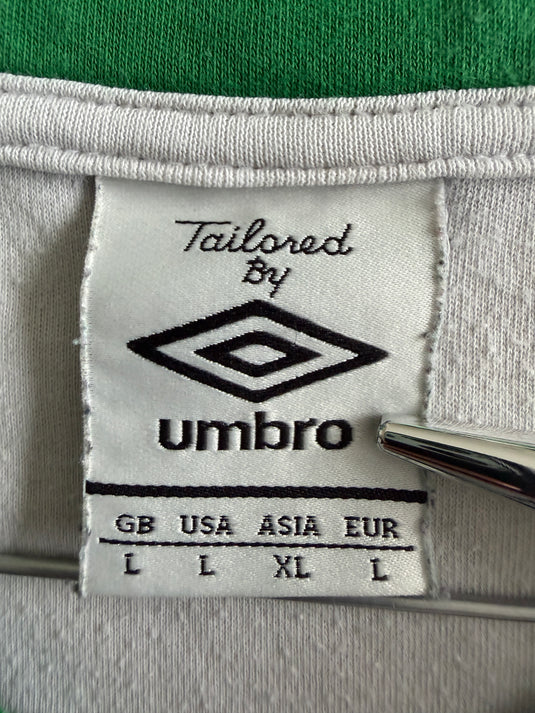 Tailored
By
umbro
GB USA ASIA EUR
L L XL L